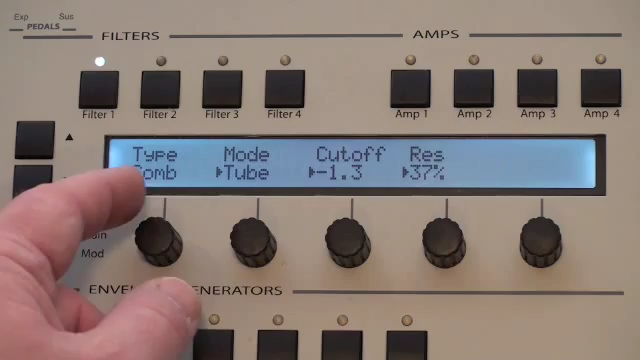 Exp Sus
PEDALS
FILTERS AMPS
Filter 1 Filter 2 Filter 3 Filter 4 Amp 1 Amp 2 Amp 3 Amp 4
Type Mode Cutoff Res
Tube -1.3 37%
Mod
GENERATORS